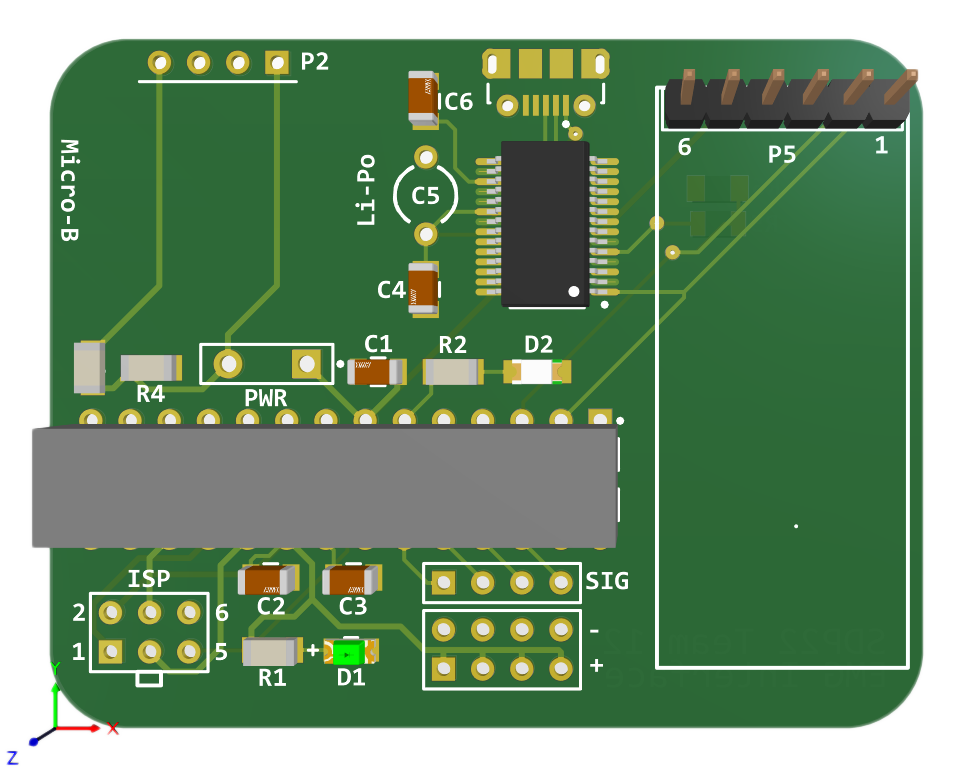 P2
C6
6
P5
1
Micro-B
Li-Po
C5
C4
C1
R2
D2
R4
PWR
ISP
2
6
1
5
C2
C3
SIG
-
+
R1
+
D1
Y
X
Z